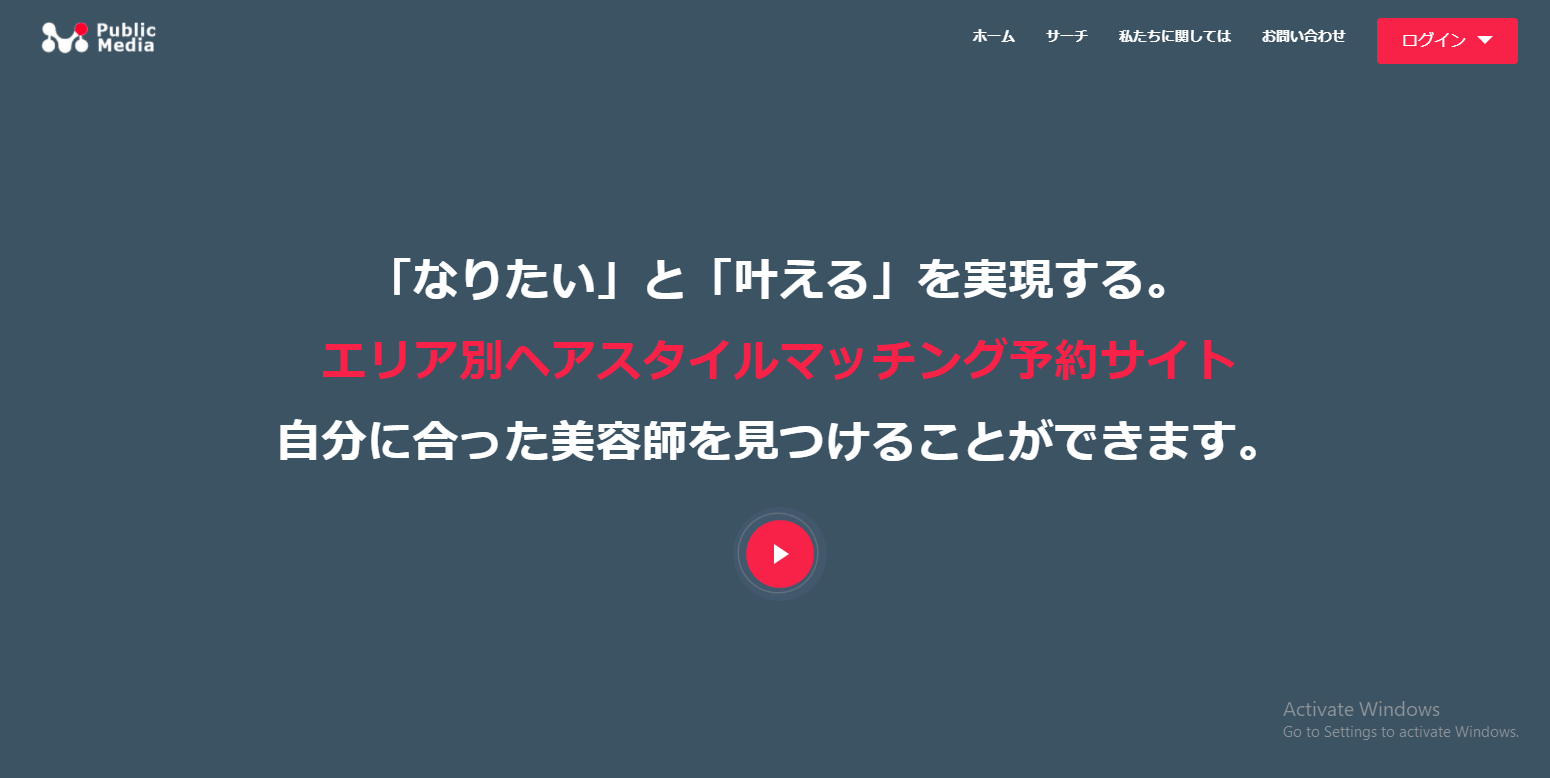 Public
Media
ホーム
サーチ
私たちに関しては
お問い合わせ
ログイン
「なりたい」と「叶える」を実現する。
エリア別ヘアスタイルマッチング予約サイト
自分に合った美容師を見つけることができます。
Activate Windows
Go to Settings to activate Windows.